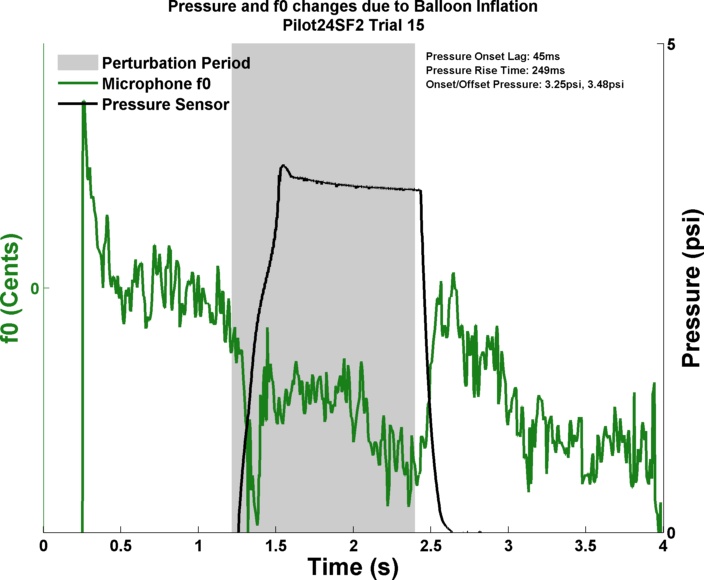 Pressure and f0 changes due to Balloon Inflation
Pilot24SF2 Trial 15
Perturbation Period
Microphone f0
Pressure Sensor
Pressure Onset Lag: 45ms
Pressure Rise Time: 249ms
Onset/Offset Pressure: 3.25psi, 3.48psi
f0 (Cents)
0
5
0
Pressure (psi)
0 0.5 1 1.5 2 2.5 3 3.5 4
Time (s)